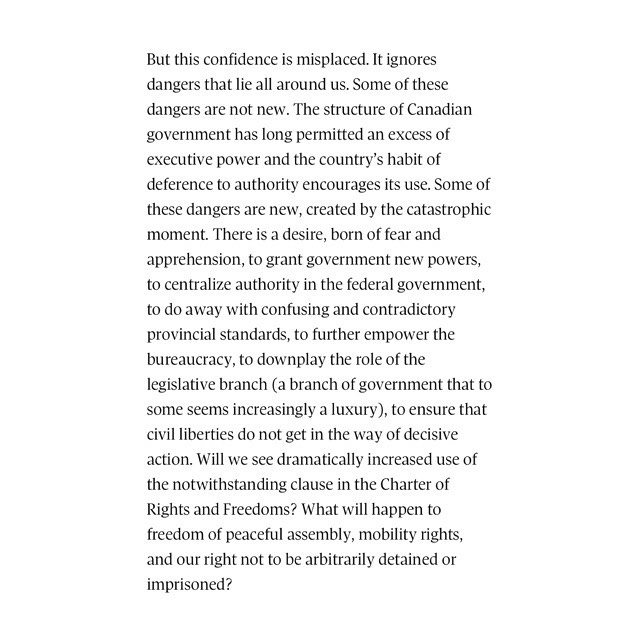 But this confidence is misplaced. It ignores
dangers that lie all around us. Some of these
dangers are not new. The structure of Canadian
government has long permitted an excess of
executive power and the country’s habit of
deference to authority encourages its use. Some of
these dangers are new, created by the catastrophic
moment. There is a desire, born of fear and
apprehension, to grant government new powers,
to centralize authority in the federal government,
to do away with confusing and contradictory
provincial standards, to further empower the
bureaucracy, to downplay the role of the
legislative branch (a branch of government that to
some seems increasingly a luxury), to ensure that
civil liberties do not get in the way of decisive
action. Will we see dramatically increased use of
the notwithstanding clause in the Charter of
Rights and Freedoms? What will happen to
freedom of peaceful assembly, mobility rights,
and our right not to be arbitrarily detained or
imprisoned?